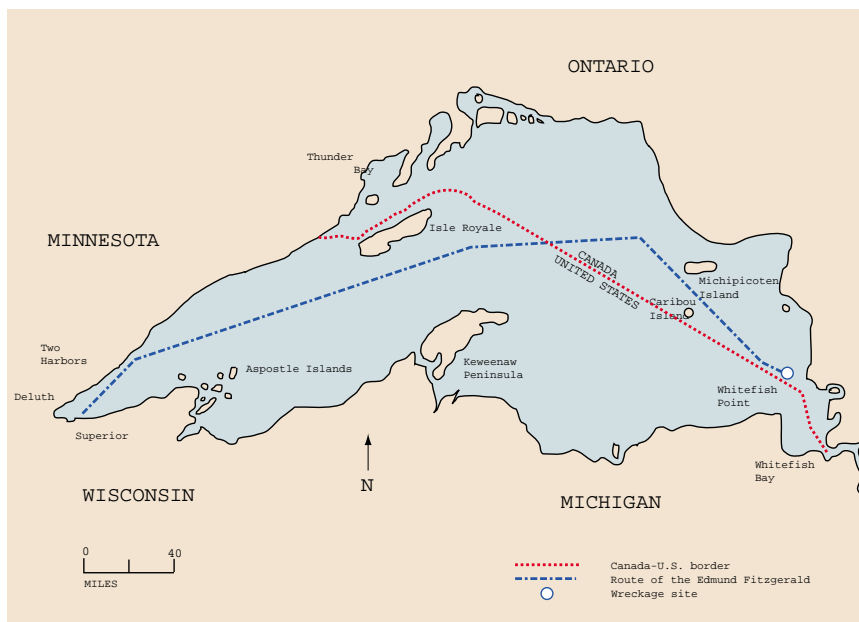 ONTARIO
Thunder
Bay
MINNESOTA
Isle Royale
CANADA
UNITED STATES
Michipicoten
Island
Caribou
Island
Two
Harbors
Aspostle Islands
Keweenaw
Peninsula
Deluth
Whitefish
Point
Superior
Whitefish
Bay
N
WISCONSIN
MICHIGAN
0 40
MILES
Canada-U.S. border
Route of the Edmund Fitzgerald
Wreckage site